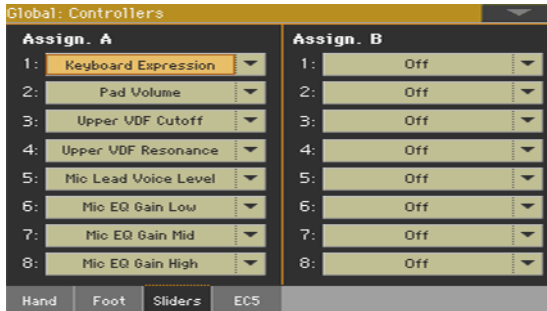 Global: Controllers
Assign. A
1: Keyboard Expression
2: Pad Volume
3: Upper VDF Cutoff
4: Upper VDF Resonance
5: Mic Lead Voice Level
6: Mic EQ Gain Low
7: Mic EQ Gain Mid
8: Mic EQ Gain High
Assign. B
1: Off
2: Off
3: Off
4: Off
5: Off
6: Off
7: Off
8: Off
Hand Foot Sliders EC5